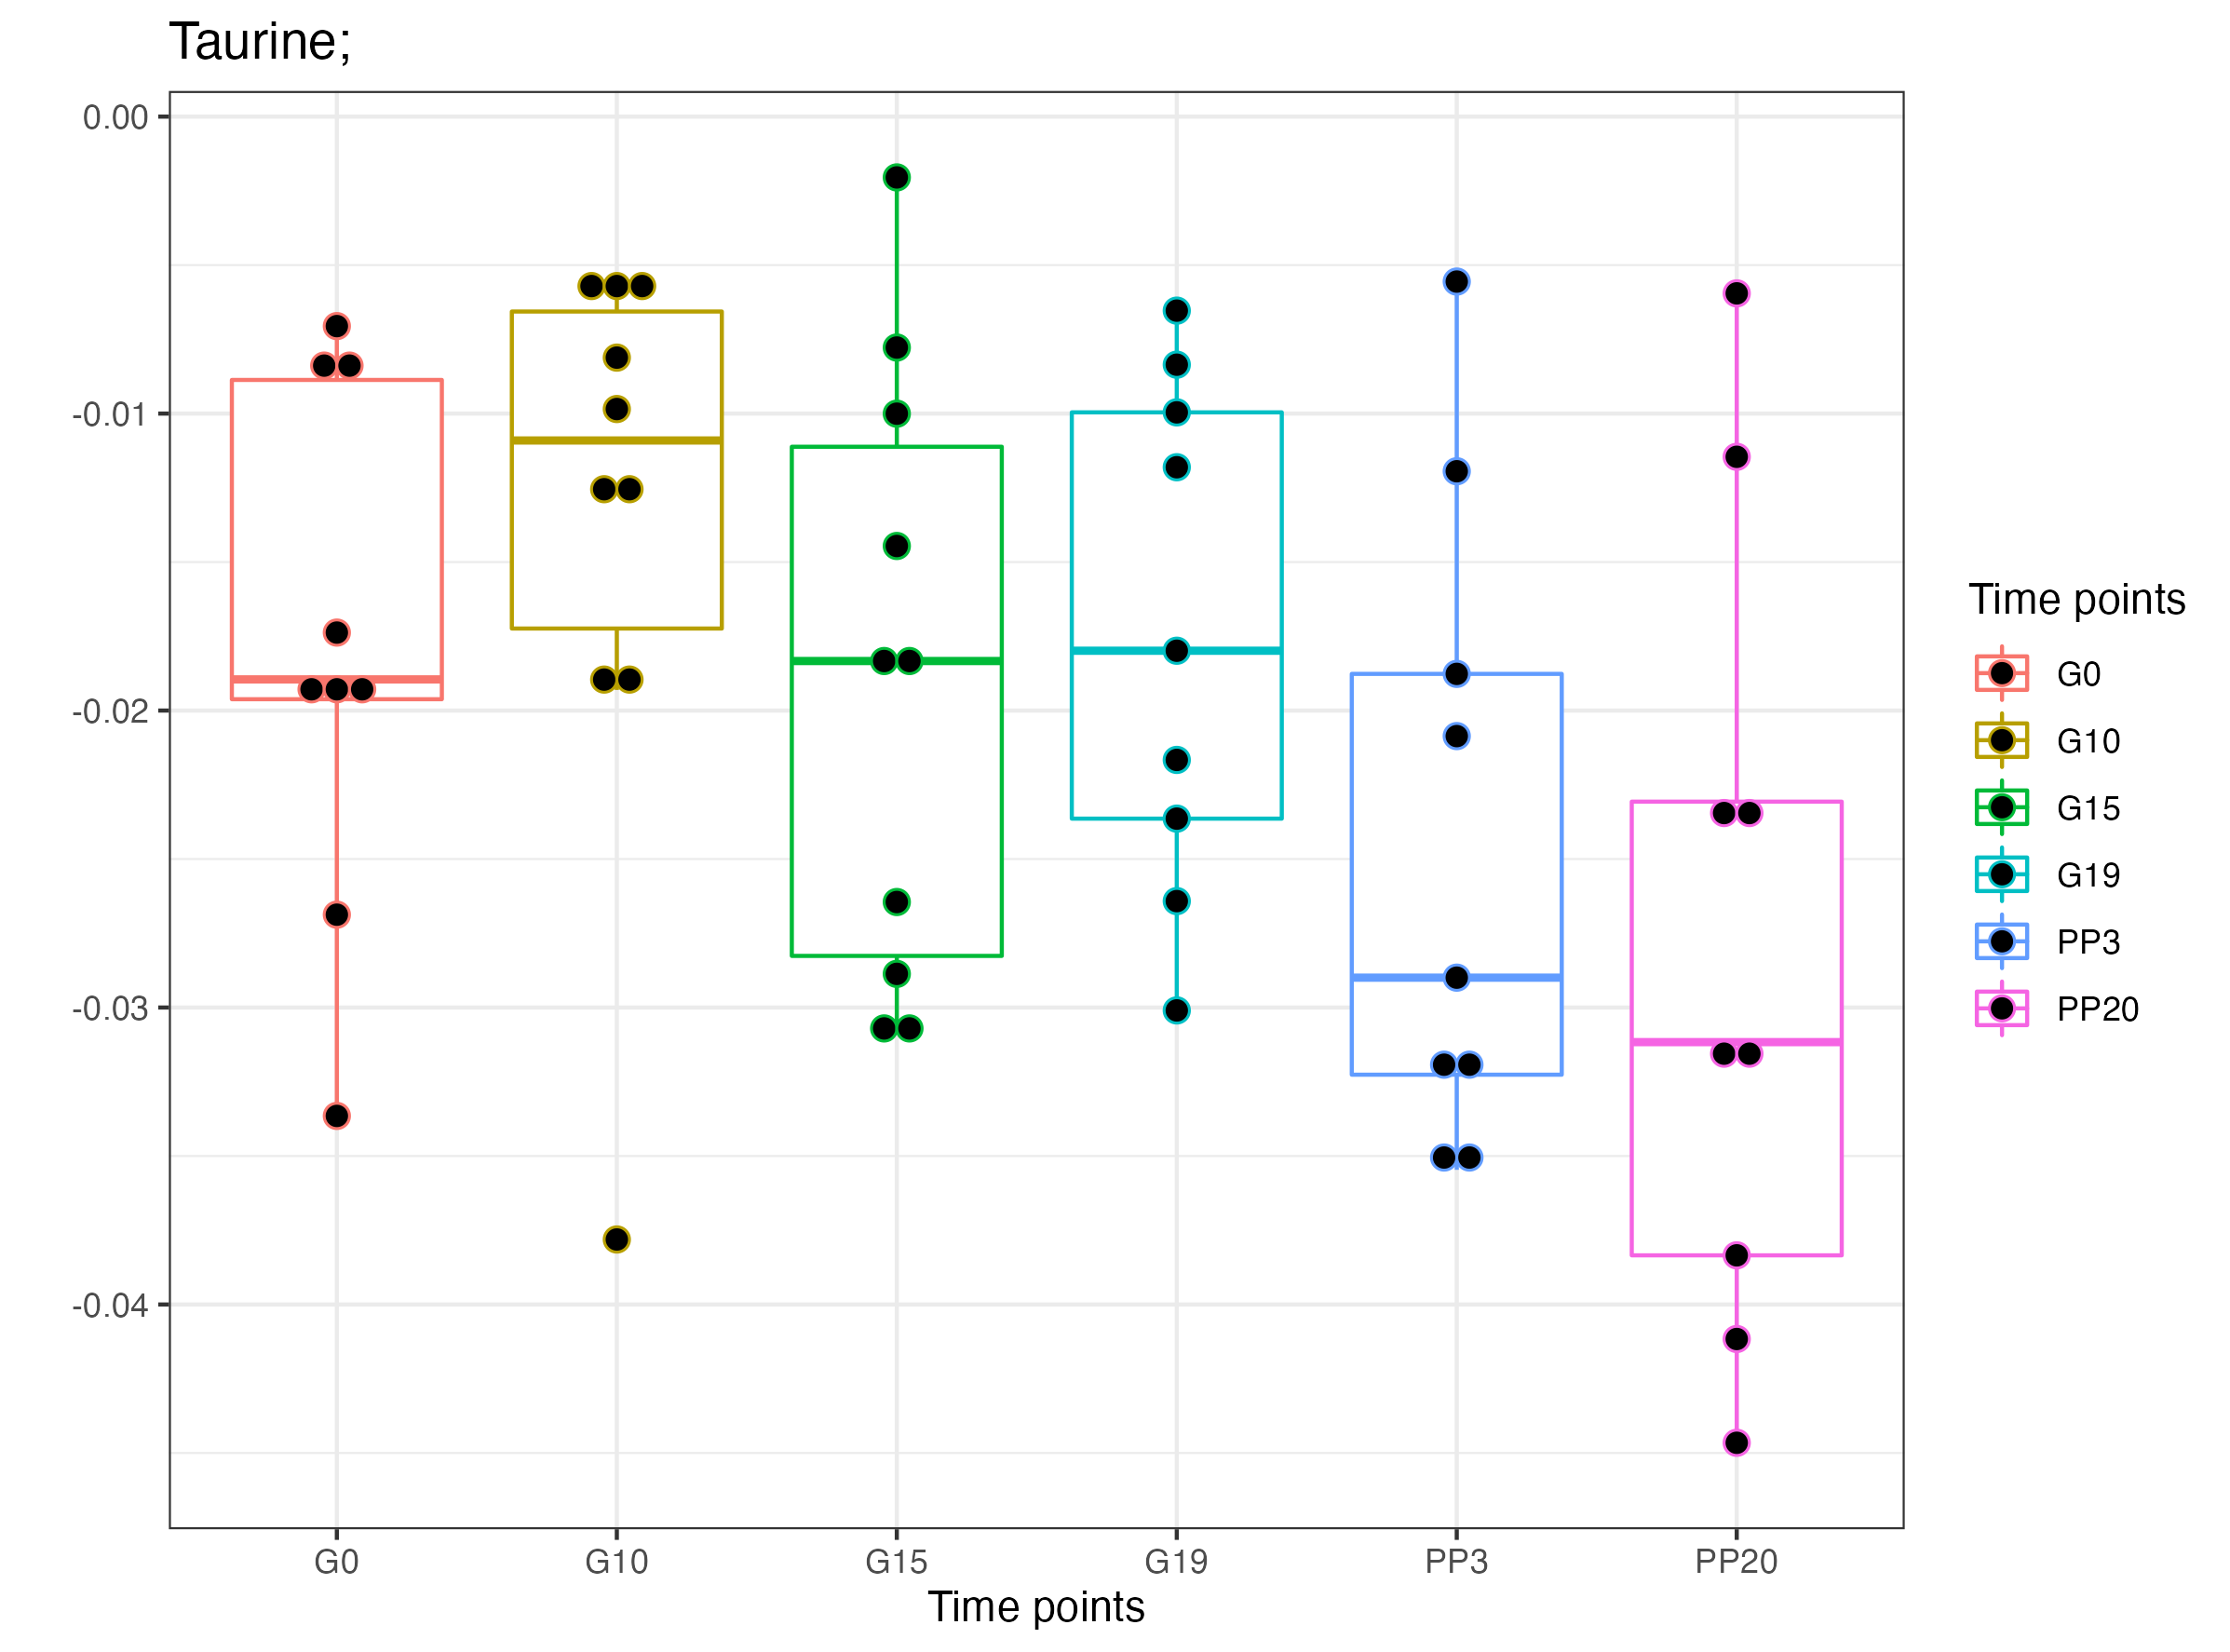 Taurine;
0.00
-0.01
-0.02
-0.03
-0.04
G0 G10 G15 G19 PP3 PP20
Time points
Time points
G0
G10
G15
G19
PP3
PP20